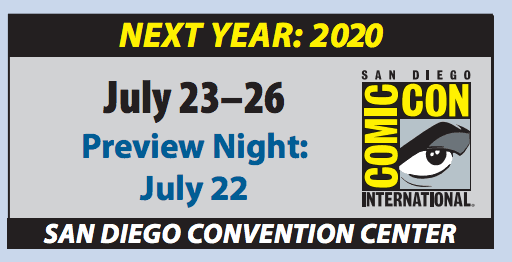 NEXT YEAR: 2020
July 23–26
Preview Night:
July 22
SAN DIEGO
COMIC
CON
INTERNATIONAL®
SAN DIEGO CONVENTION CENTER